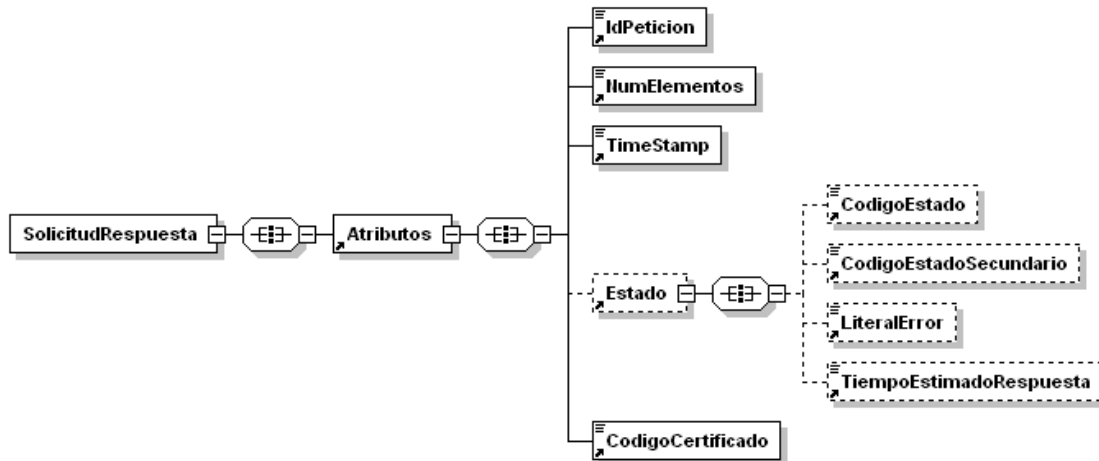 IdPeticion
NumElementos
TimeStamp
SolicitudRespuesta
Atributos
Estado
CodigoEstado
CodigoEstadoSecundario
LiteralError
TiempoEstimadoRespuesta
CodigoCertificado